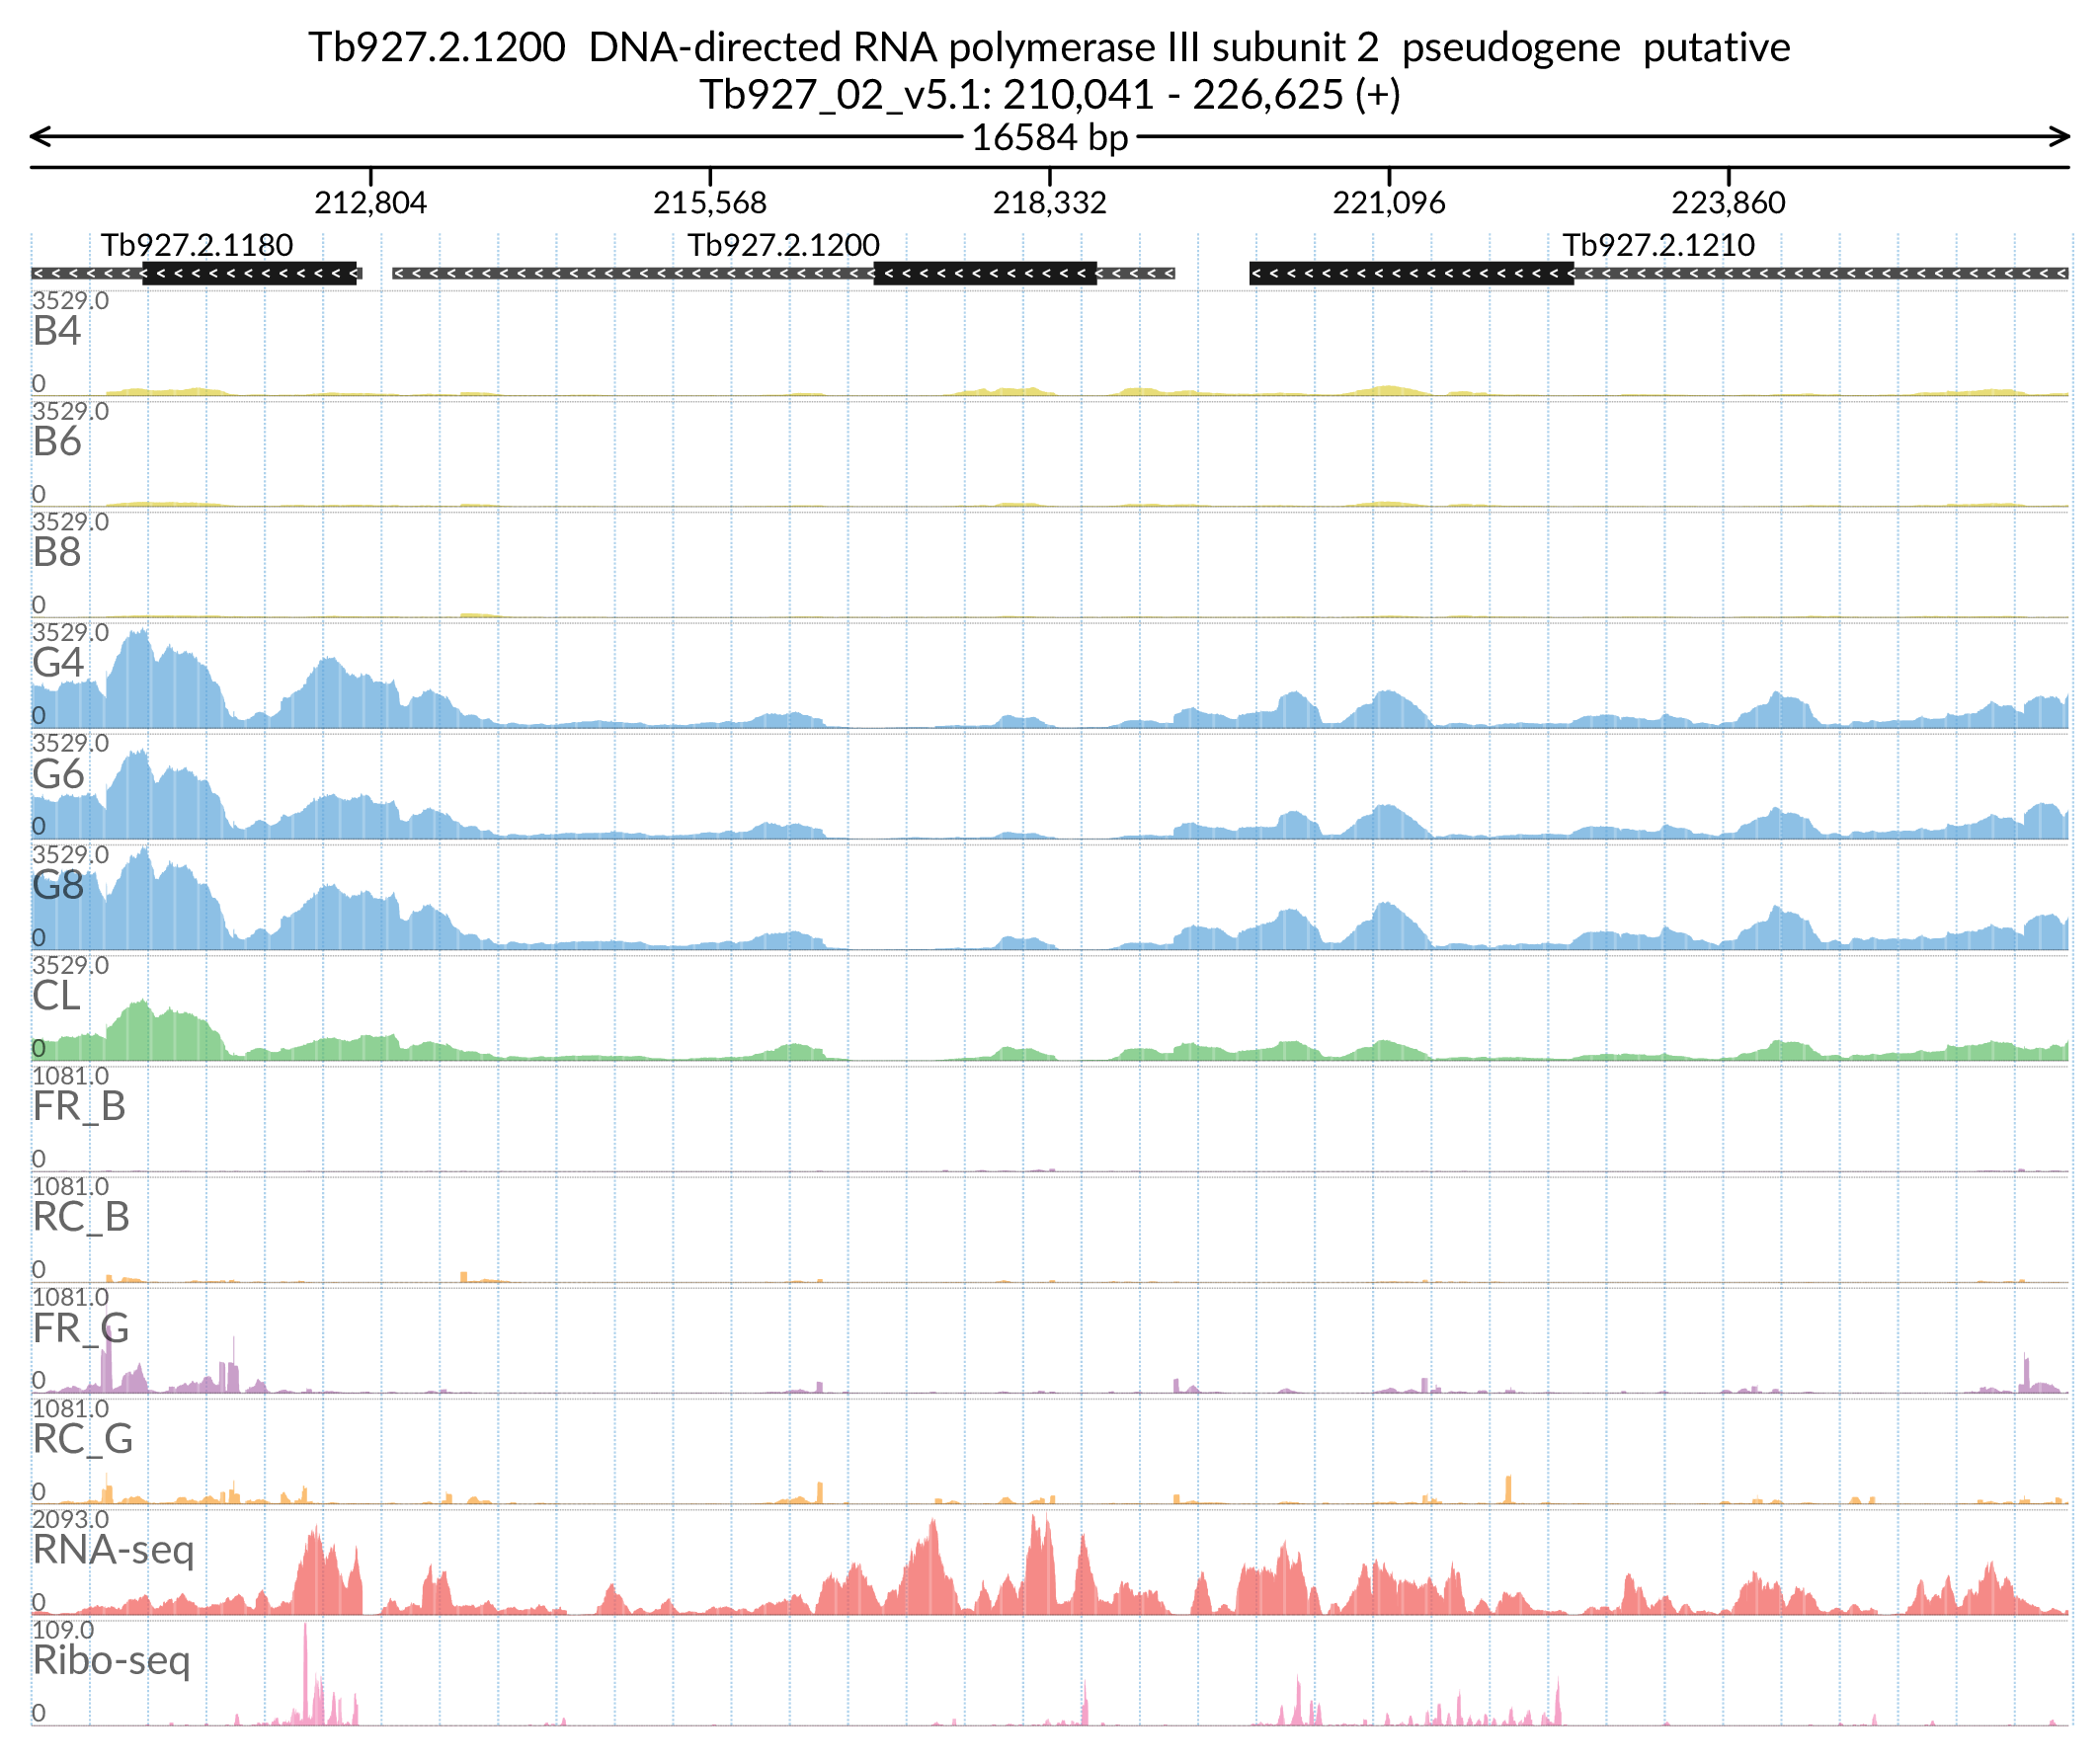 Tb927.2.1200 DNA-directed RNA polymerase III subunit 2 pseudogene putative
Tb927_02_v5.1: 210,041 - 226,625 (+)
16584 bp
212,804 215,568 218,332 221,096 223,860
Tb927.2.1180 Tb927.2.1200 Tb927.2.1210
3529.0
B4
0
3529.0
B6
0
3529.0
B8
0
3529.0
G4
0
3529.0
G6
0
3529.0
G8
0
3529.0
CL
0
1081.0
FR_B
0
1081.0
RC_B
0
1081.0
FR_G
0
1081.0
RC_G
0
2093.0
RNA-seq
0
109.0
Ribo-seq
0